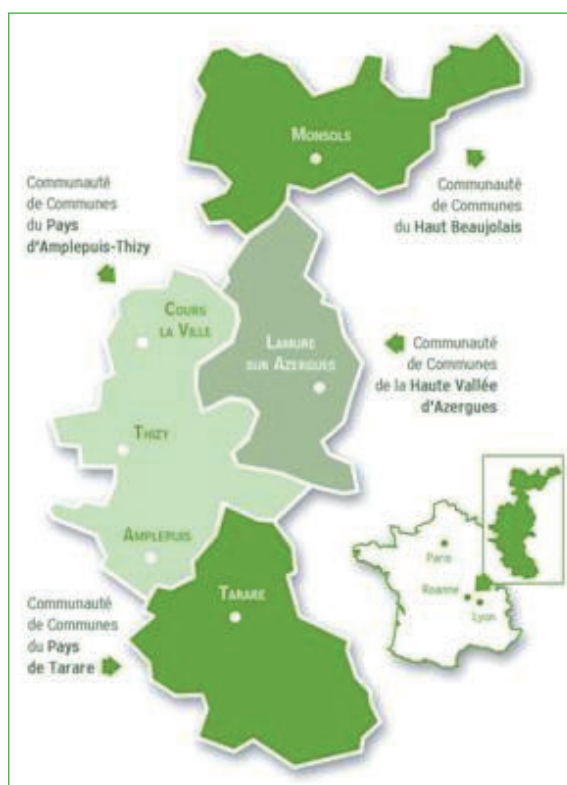 MONSOLS
Communauté
de Communes
du Pays
d'Amplepuis-Thizy
Communauté
de Communes
du Haut Beaujolais
COURS
LA VILLE
LAMURE
SUR AZERGUES
Communauté
de Communes
de la Haute Vallée
d'Azergues
THIZY
AMPLEPUIS
TARARE
Communauté
de Communes
du Pays
de Tarare
Paris
Roanne
Lyon